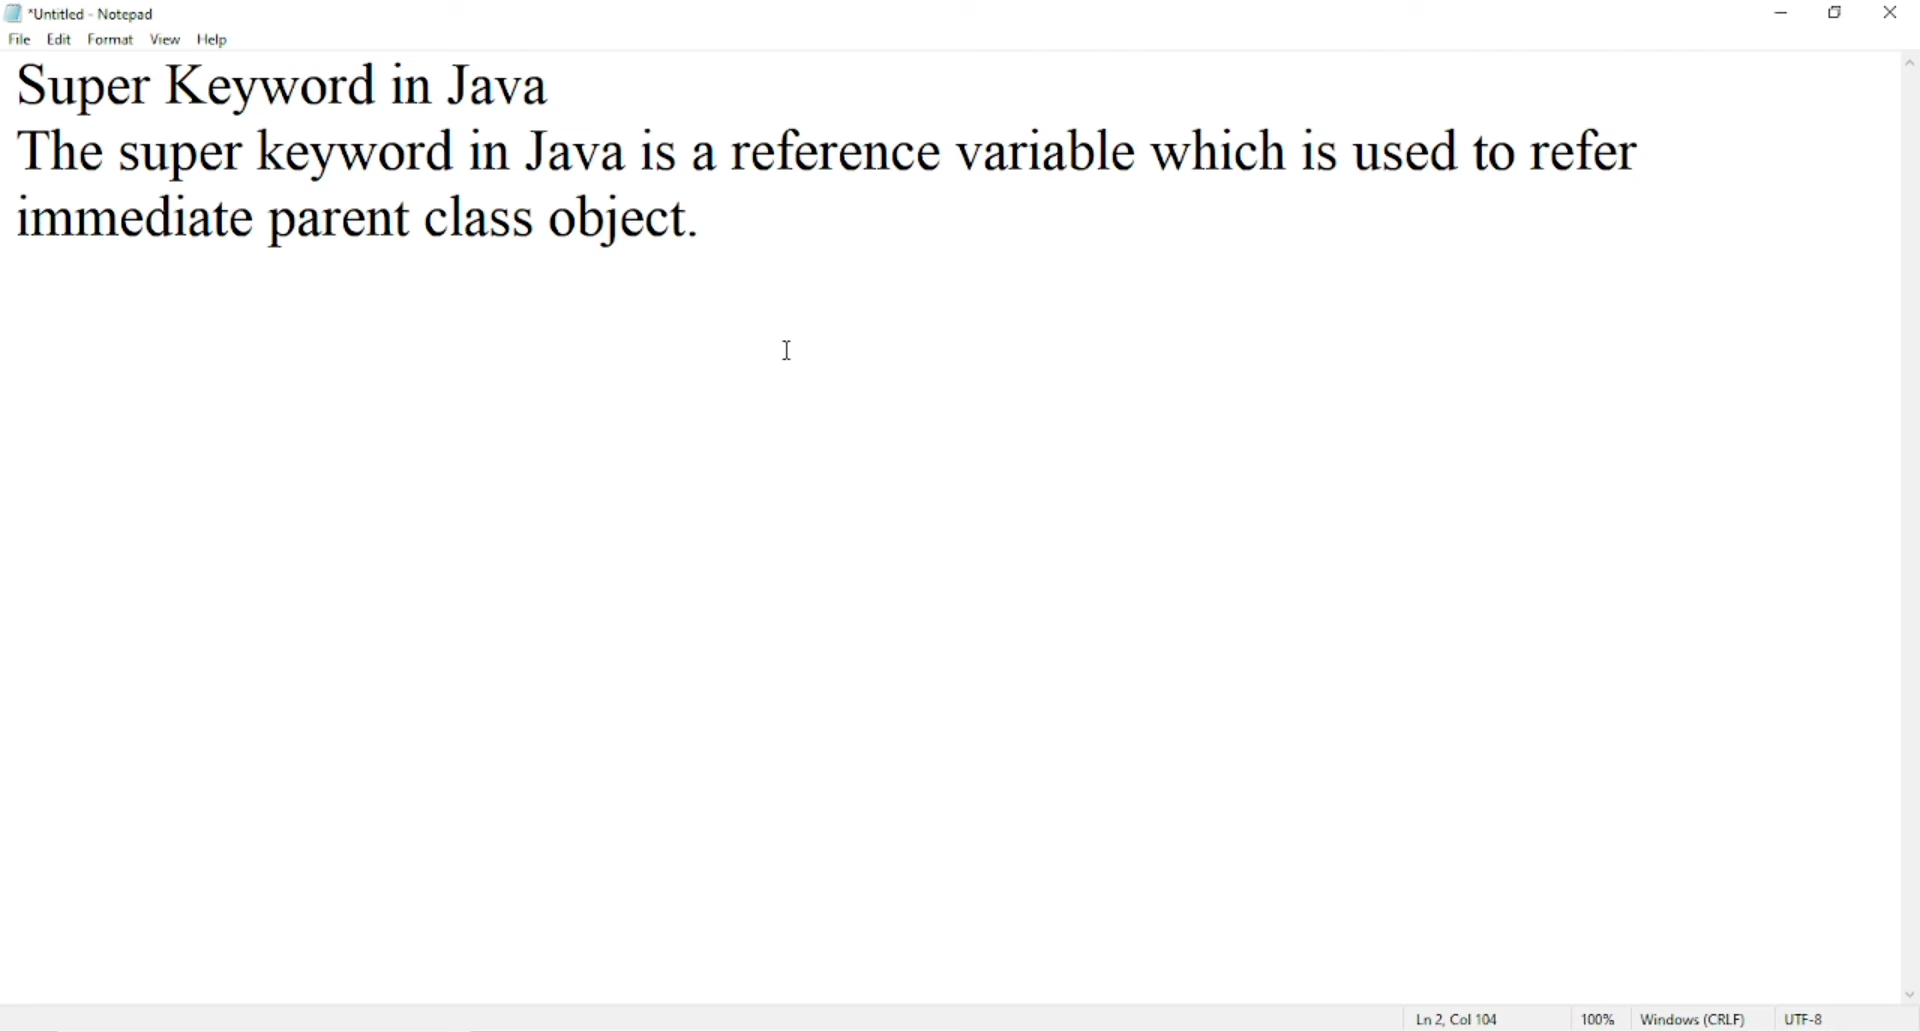 *Untitled - Notepad
File Edit Format View Help
Super Keyword in Java
The super keyword in Java is a reference variable which is used to refer
immediate parent class object.
Ln 2, Col 104 100% Windows (CRLF) UTF-8